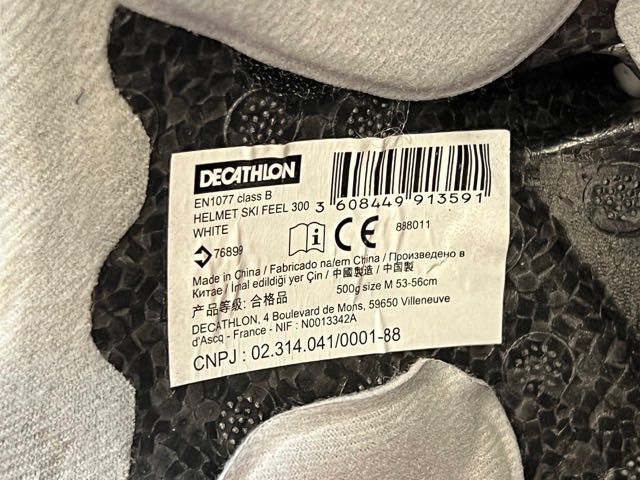 DECATHLON
EN1077 class B
HELMET SKI FEEL 300
WHITE
3 608449 913591
76899
i CE 888011
Made in China / Fabricado na/em China / Произведено в
Китае / İmal edildiği yer Çin / 中國製造 / 中国製
500g size M 53-56cm
产品等级: 合格品
DECATHLON, 4 Boulevard de Mons, 59650 Villeneuve
d'Ascq - France - NIF : N0013342A
CNPJ : 02.314.041/0001-88